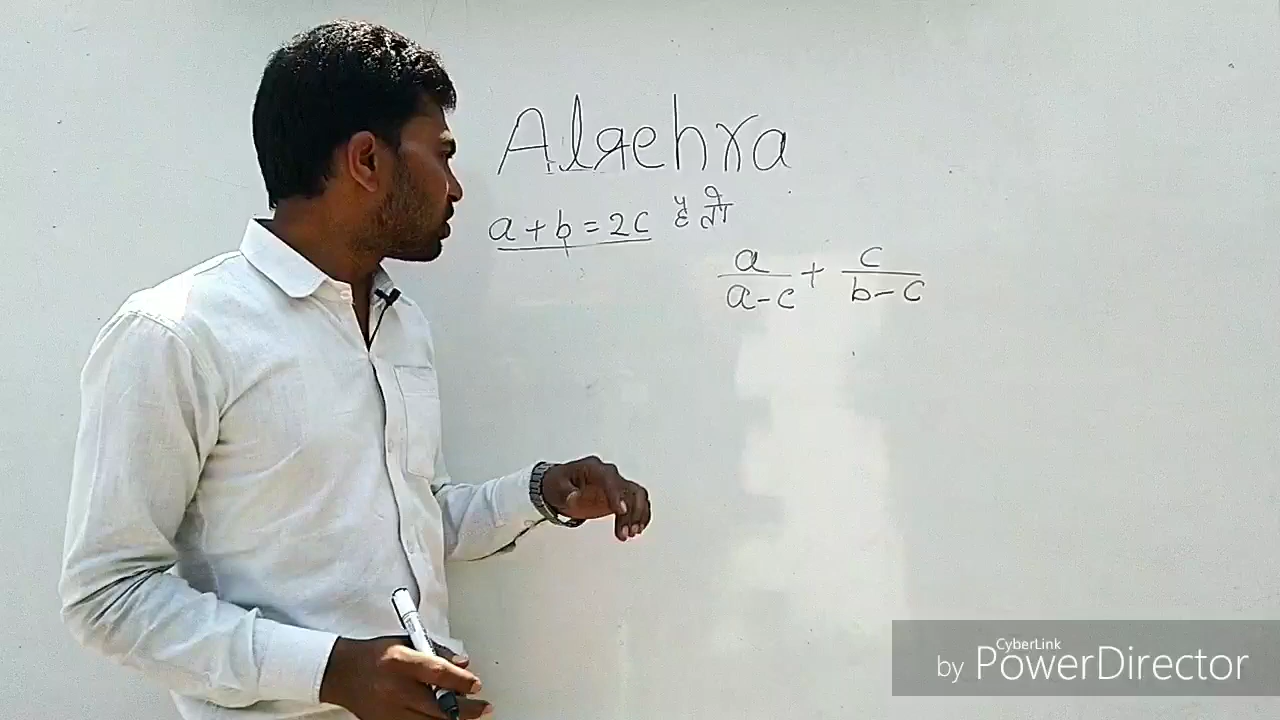 Algebra
a + b = 2c है तो
a/a-c + c/b-c
CyberLink
by PowerDirector